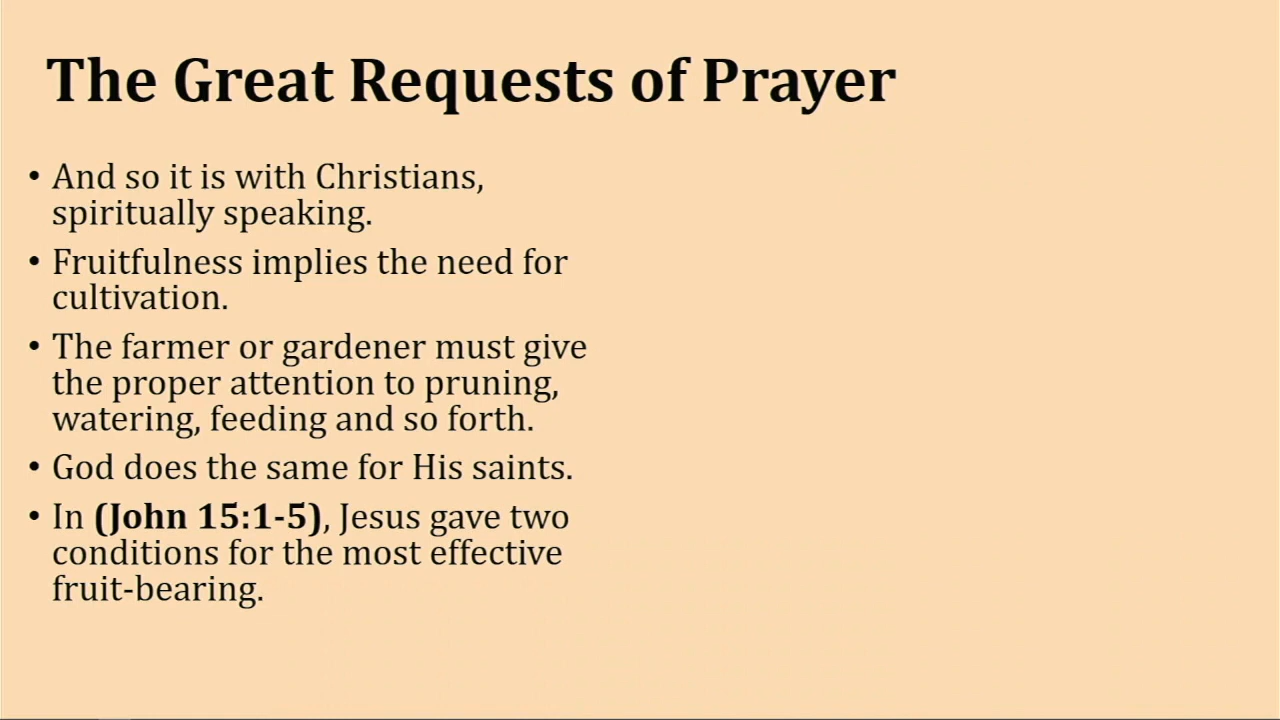 The Great Requests of Prayer
• And so it is with Christians,
spiritually speaking.
• Fruitfulness implies the need for
cultivation.
• The farmer or gardener must give
the proper attention to pruning,
watering, feeding and so forth.
• God does the same for His saints.
• In (John 15:1-5), Jesus gave two
conditions for the most effective
fruit-bearing.